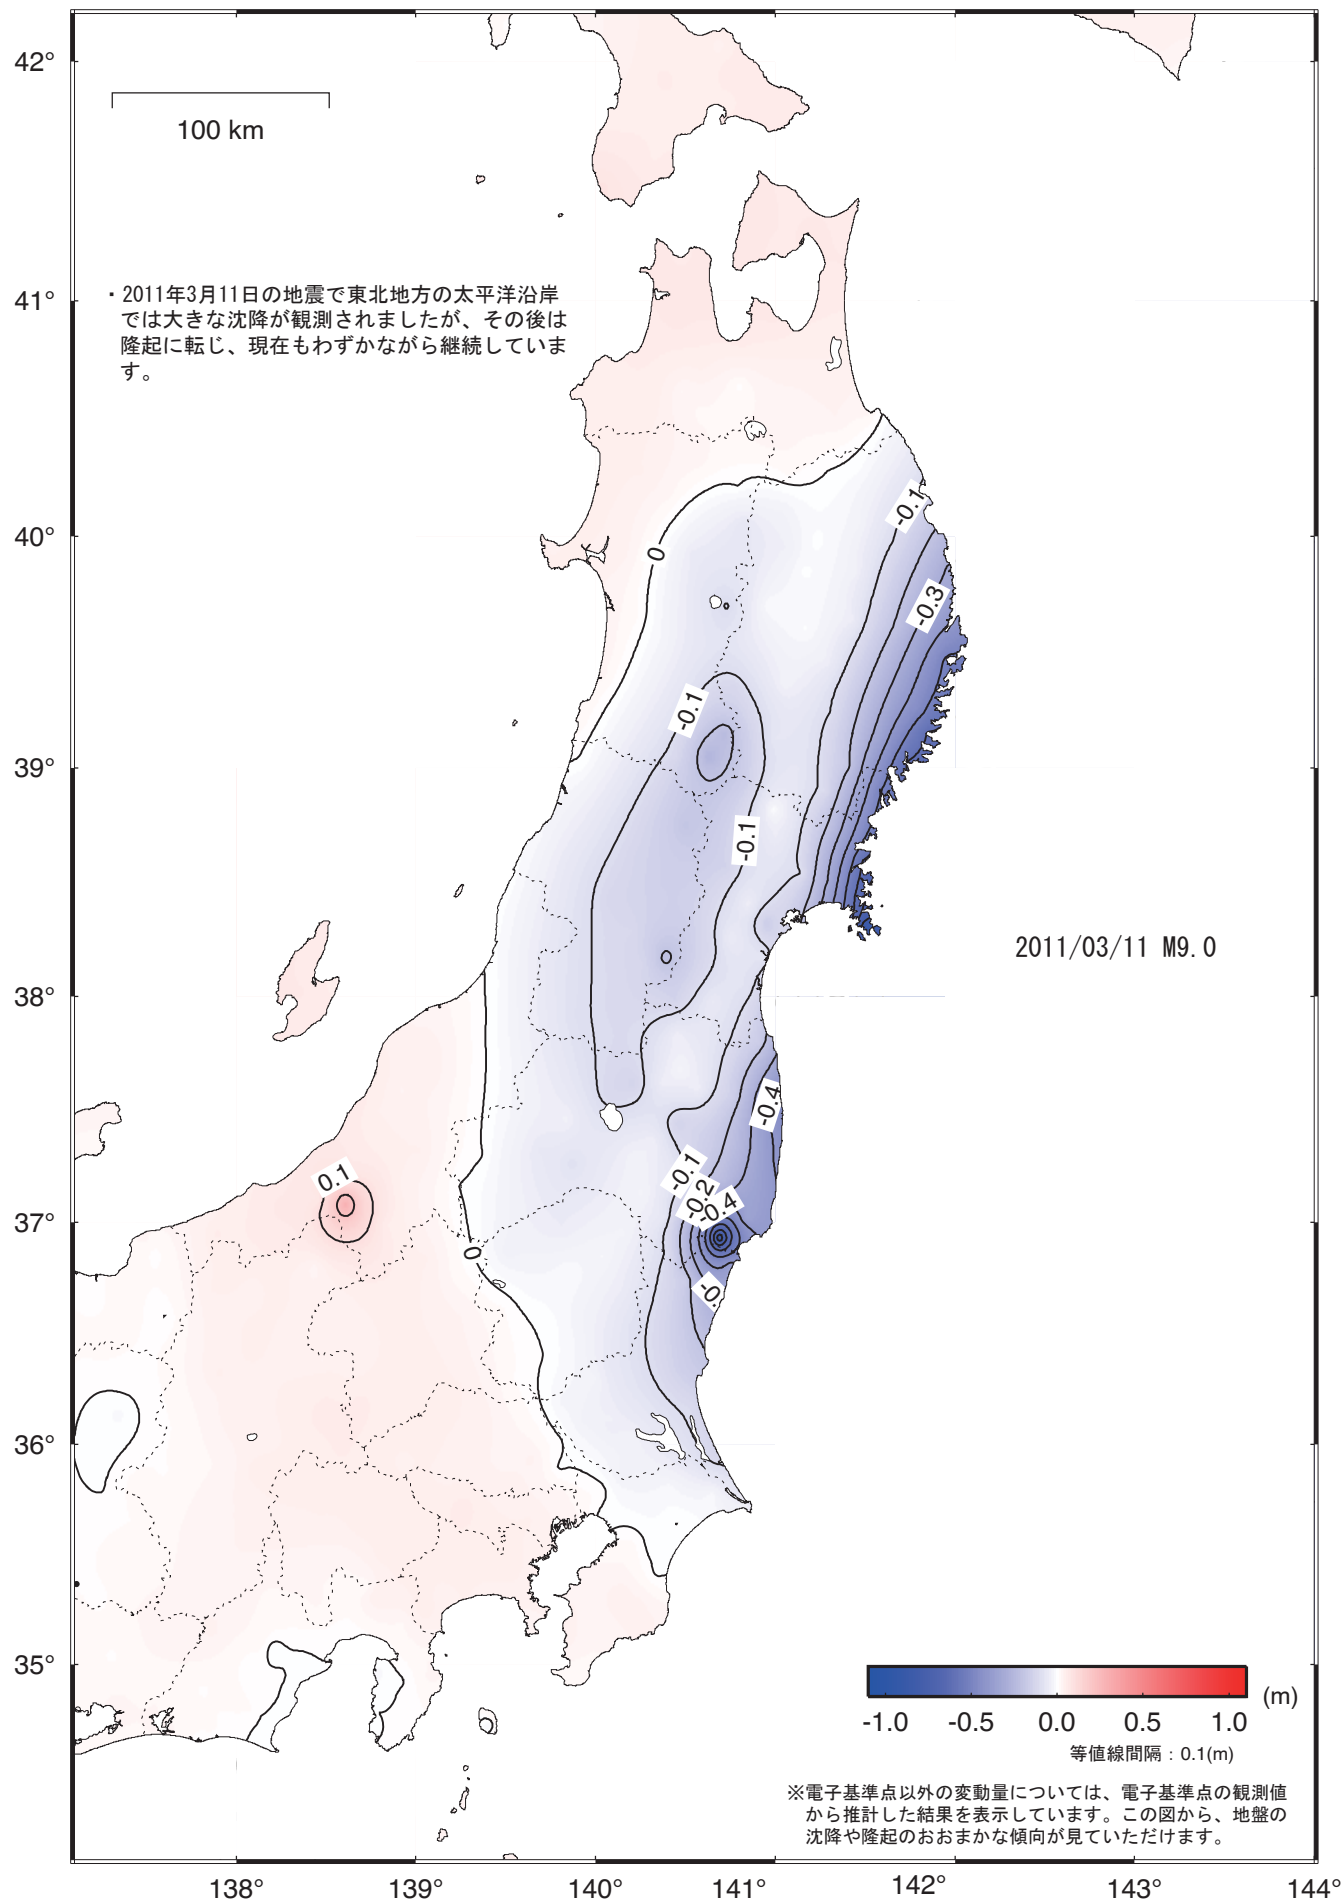 42°
100 km
41°
・2011年3月11日の地震で東北地方の太平洋沿岸
では大きな沈降が観測されましたが、その後は
隆起に転じ、現在もわずかながら継続していま
す。
-0.1
40°
0
-0.3
-0.1
39°
-0.1
2011/03/11 M9.0
38°
-0.4
-0.1
0.1
-0.2
-0.4
37°
0
-0.
36°
35°
(m)
-1.0 -0.5 0.0 0.5 1.0
等値線間隔：0.1(m)
※電子基準点以外の変動量については、電子基準点の観測値
から推計した結果を表示しています。この図から、地盤の
沈降や隆起のおおまかな傾向が見ていただけます。
138° 139° 140° 141° 142° 143° 144°